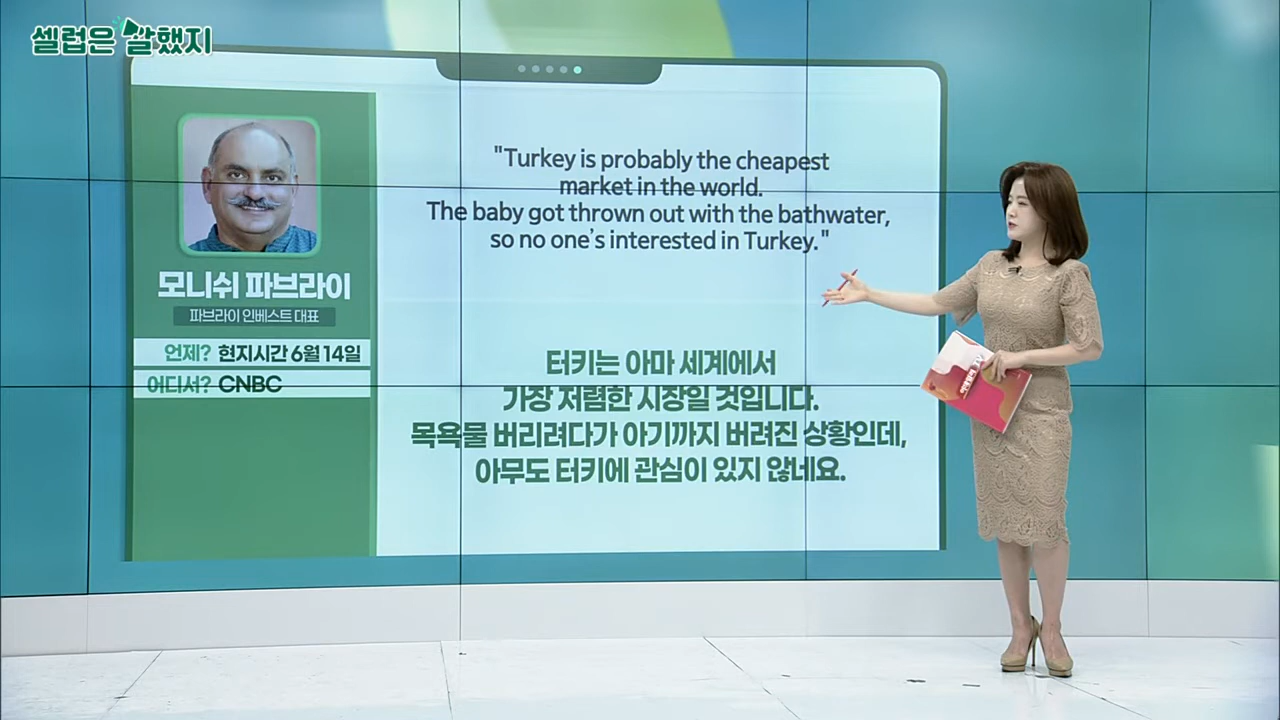 셀럽은 말했지
"Turkey is probably the cheapest
market in the world.
The baby got thrown out with the bathwater,
so no one's interested in Turkey."
모니쉬 파브라이
파브라이 인베스트 대표
언제? 현지시간 6월 14일
어디서? CNBC
터키는 아마 세계에서
가장 저렴한 시장일 것입니다.
목욕물 버리려다가 아기까지 버려진 상황인데,
아무도 터키에 관심이 있지 않네요.